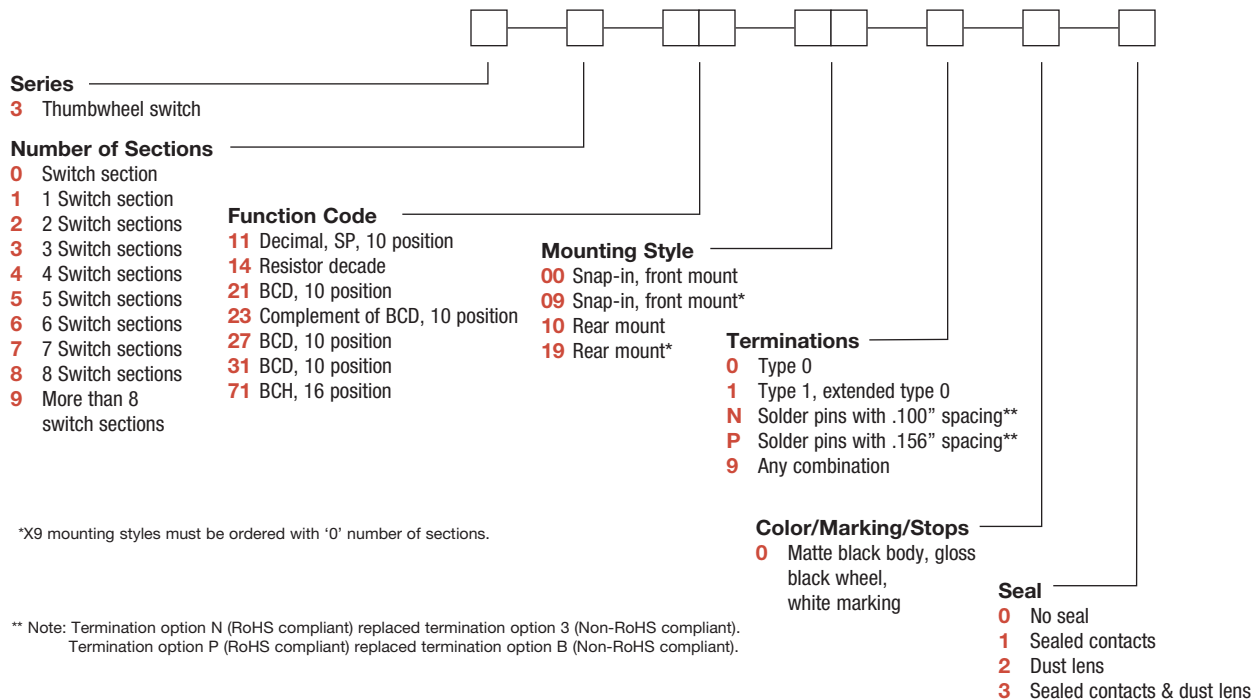 Series
3 Thumbwheel switch
Number of Sections
0 Switch section
1 1 Switch section
2 2 Switch sections
3 3 Switch sections
4 4 Switch sections
5 5 Switch sections
6 6 Switch sections
7 7 Switch sections
8 8 Switch sections
9 More than 8
switch sections
Function Code
11 Decimal, SP, 10 position
14 Resistor decade
21 BCD, 10 position
23 Complement of BCD, 10 position
27 BCD, 10 position
31 BCD, 10 position
71 BCH, 16 position
Mounting Style
00 Snap-in, front mount
09 Snap-in, front mount*
10 Rear mount
19 Rear mount*
Terminations
0 Type 0
1 Type 1, extended type 0
N Solder pins with .100” spacing**
P Solder pins with .156” spacing**
9 Any combination
*X9 mounting styles must be ordered with ‘0’ number of sections.
Color/Marking/Stops
0 Matte black body, gloss
black wheel,
white marking
Seal
0 No seal
1 Sealed contacts
2 Dust lens
3 Sealed contacts & dust lens
** Note: Termination option N (RoHS compliant) replaced termination option 3 (Non-RoHS compliant).
Termination option P (RoHS compliant) replaced termination option B (Non-RoHS compliant).